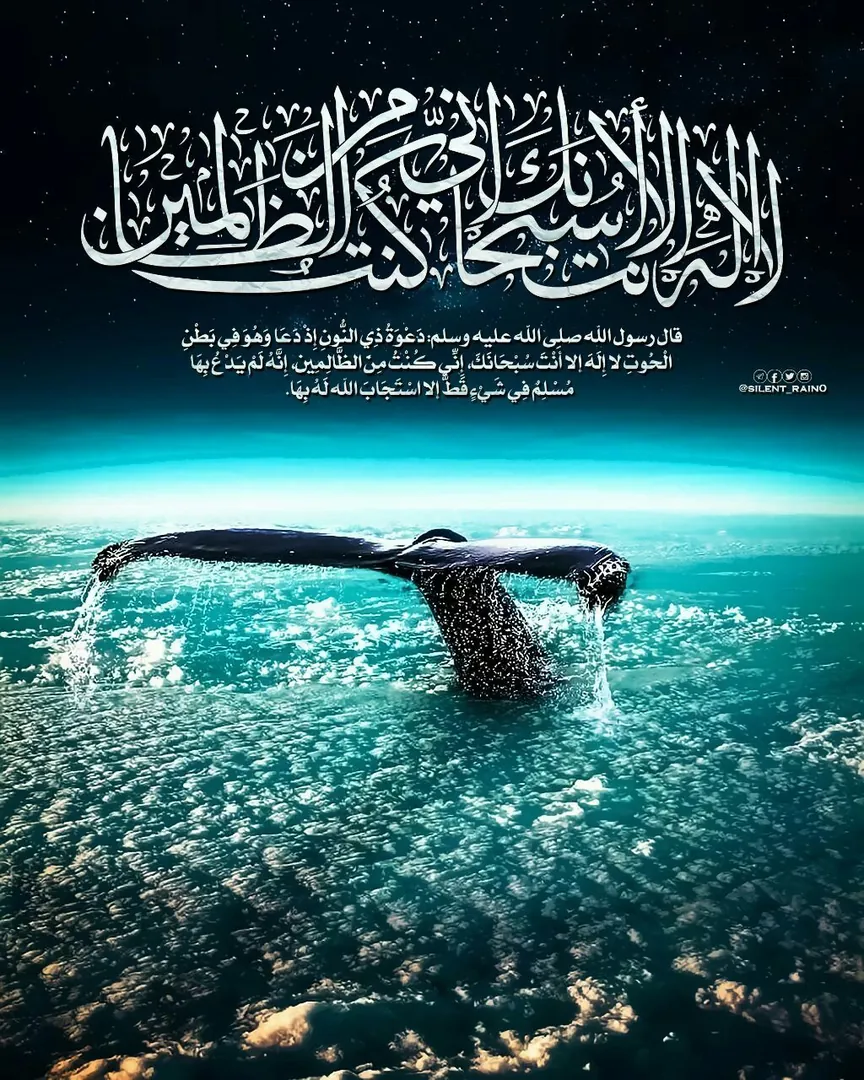 لا إله إلا أنت سبحانك إني كنت من الظالمين
قال رسول الله صلى الله عليه وسلم: دَعْوَةُ ذِي النُّونِ إِذْ دَعَا وَهُوَ فِي بَطْنِ
الْحُوتِ لا إِلَهَ إلا أَنْتَ سُبْحَانَكَ، إِنِّي كُنْتُ مِنَ الظَّالِمِين، إِنَّهُ لَمْ يَدْعُ بِهَا
مُسْلِمٌ فِي شَيْءٍ قَطُّ إلا اسْتَجَابَ الله لَهُ بِهَا.
@SILENT_RAIN0